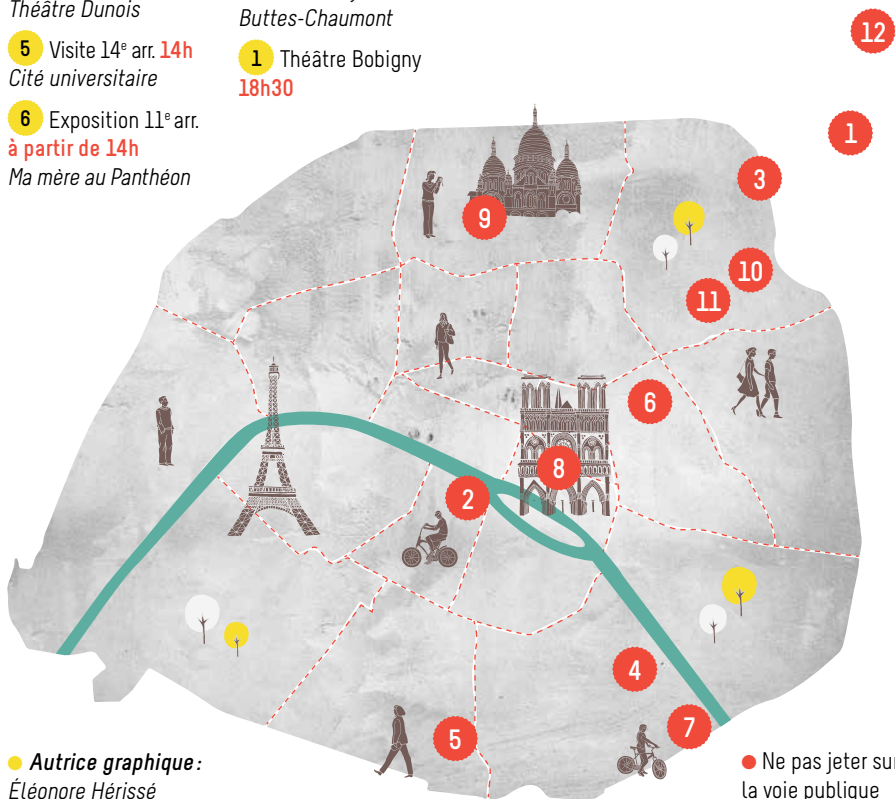 Théâtre Dunois
5 Visite 14e arr. 14h
Cité universitaire
6 Exposition 11e arr.
à partir de 14h
Ma mère au Panthéon
Buttes-Chaumont
1 Théâtre Bobigny
18h30
12
1
3
9
10
11
6
8
2
4
7
5
Autrice graphique :
Éléonore Hérissé
Ne pas jeter sur
la voie publique